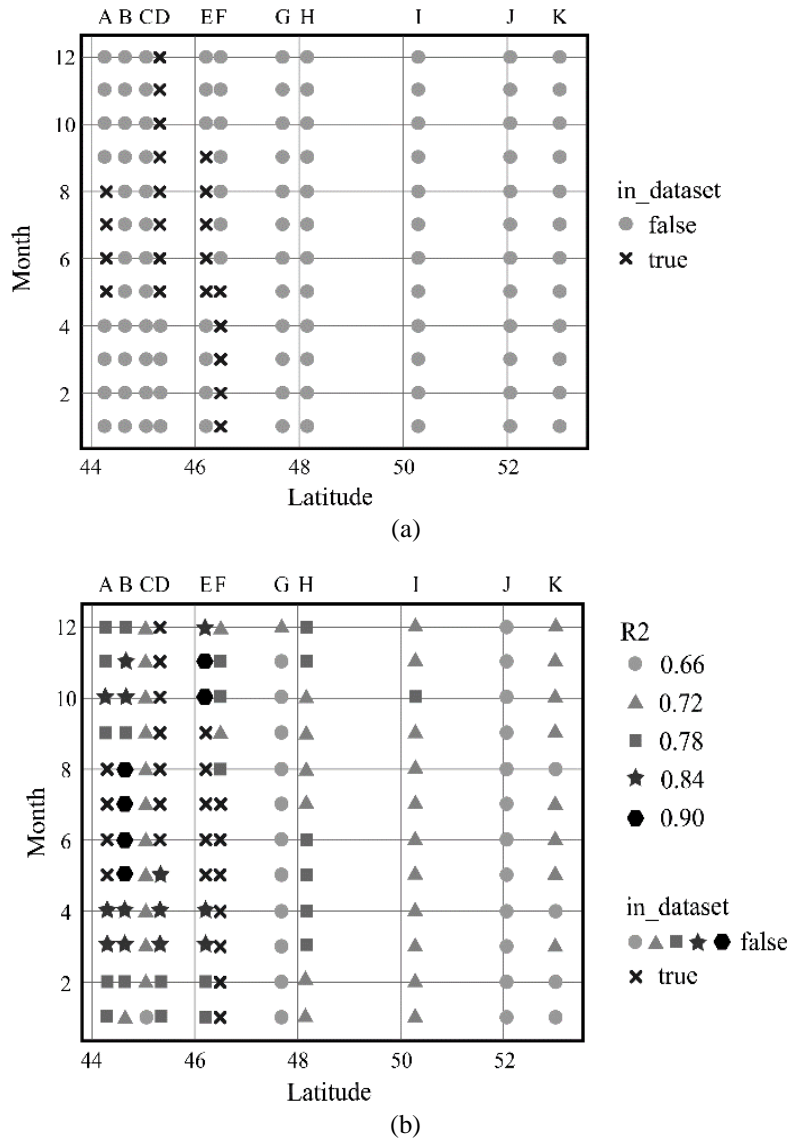 A B C D E F G H I J K
12
10
8
6
4
2
Month
44 46 48 50 52
Latitude
in_dataset
false
true
(a)
A B C D E F G H I J K
12
10
8
6
4
2
Month
44 46 48 50 52
Latitude
R2
0.66
0.72
0.78
0.84
0.90
in_dataset
false
true
(b)